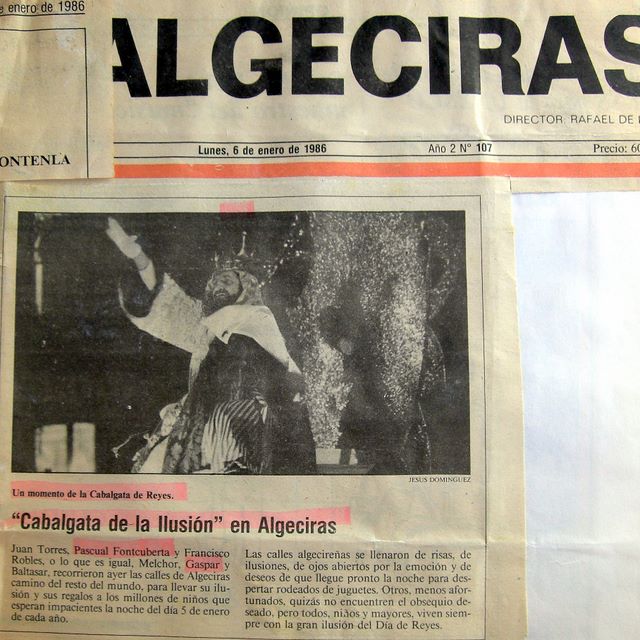 e enero de 1986
ONTENLA
ALGECIRAS
DIRECTOR: RAFAEL DE
Lunes, 6 de enero de 1986
Año 2 N° 107
Precio: 60
JESUS DOMINGUEZ
Un momento de la Cabalgata de Reyes.
“Cabalgata de la Ilusión” en Algeciras
Juan Torres, Pascual Fontcuberta y Francisco
Robles, o lo que es igual, Melchor, Gaspar y
Baltasar, recorrieron ayer las calles de Algeciras
camino del resto del mundo, para llevar su ilu-
sión y sus regalos a los millones de niños que
esperan impacientes la noche del día 5 de enero
de cada año.
Las calles algecireñas se llenaron de risas, de
ilusiones, de ojos abiertos por la emoción y de
deseos de que llegue pronto la noche para des-
pertar rodeados de juguetes. Otros, menos afor-
tunados, quizás no encuentren el obsequio de-
seado, pero todos, niños y mayores, viven siem-
pre con la gran ilusión del Día de Reyes.